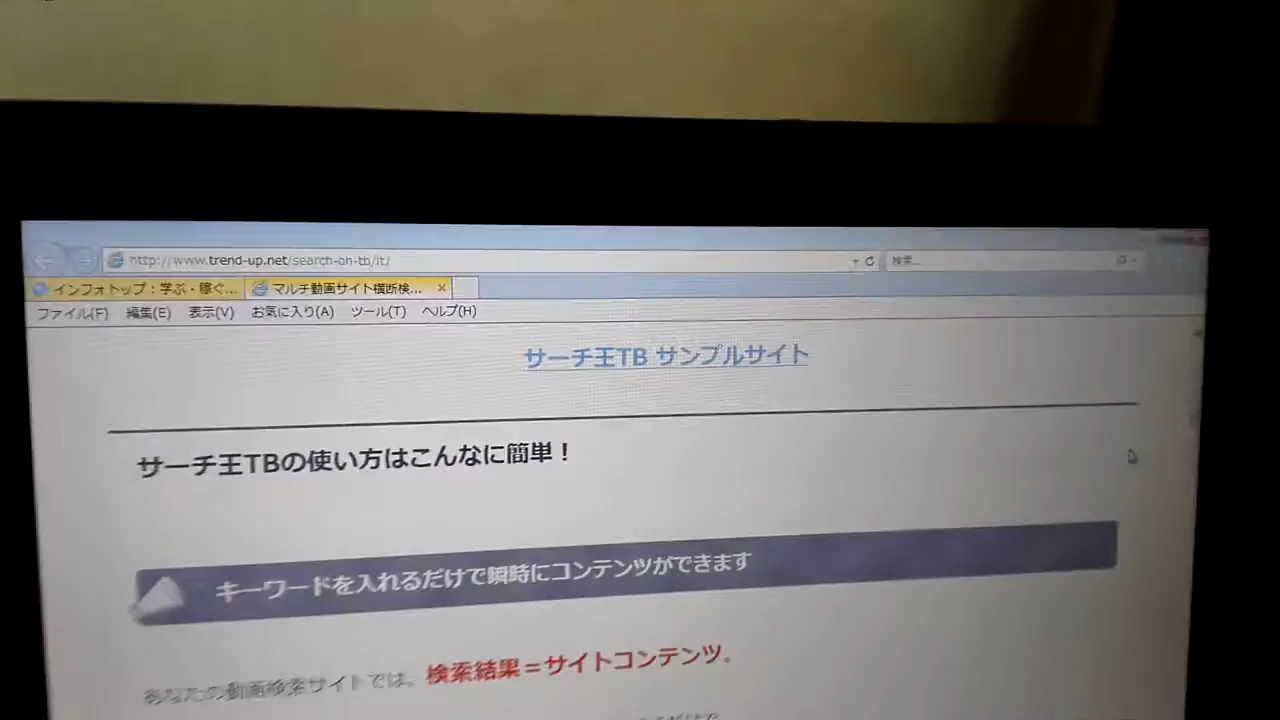 http://www.trend-up.net/search-oh-tb/it/
検索...
インフォトップ：学ぶ・稼ぐ...
マルチ動画サイト横断検...
ファイル(F) 編集(E) 表示(V) お気に入り(A) ツール(T) ヘルプ(H)
サーチ王TB サンプルサイト
サーチ王TBの使い方はこんなに簡単！
キーワードを入れるだけで瞬時にコンテンツができます
あなたの動画検索サイトでは、検索結果＝サイトコンテンツ。